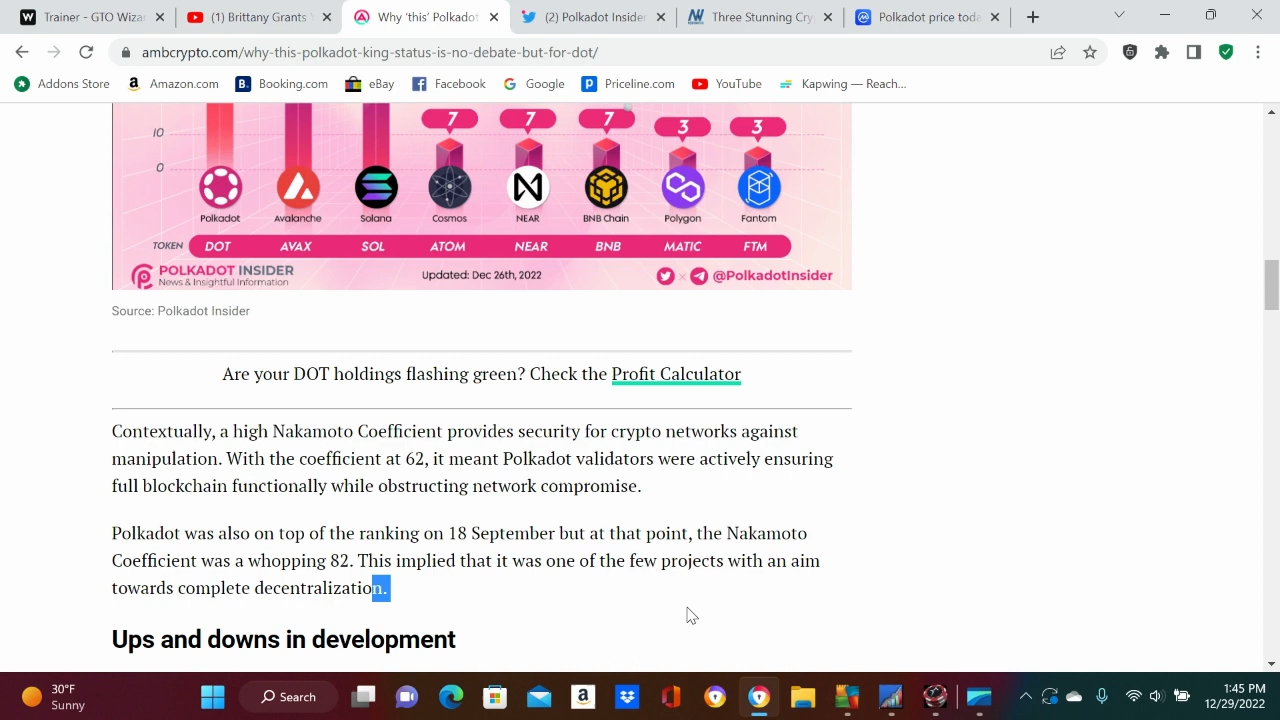 Trainer - GTO Wizar
(1) Brittany Grants
Why 'this' Polkadot
(2) Polkadot Insider
Three Stunning Cry
Polkadot price toda
ambcrypto.com/why-this-polkadot-king-status-is-no-debate-but-for-dot/
Addons Store
Amazon.com
Booking.com
eBay
Facebook
Google
Priceline.com
YouTube
Kapwing — Reach...
10
7
7
7
3
3
0
Polkadot
Avalanche
Solana
Cosmos
NEAR
BNB Chain
Polygon
Fantom
TOKEN DOT AVAX SOL ATOM NEAR BNB MATIC FTM
POLKADOT INSIDER
News & Insightful Information
Updated: Dec 26th, 2022
@PolkadotInsider
Source: Polkadot Insider
Are your DOT holdings flashing green? Check the Profit Calculator
Contextually, a high Nakamoto Coefficient provides security for crypto networks against
manipulation. With the coefficient at 62, it meant Polkadot validators were actively ensuring
full blockchain functionally while obstructing network compromise.
Polkadot was also on top of the ranking on 18 September but at that point, the Nakamoto
Coefficient was a whopping 82. This implied that it was one of the few projects with an aim
towards complete decentralization.
Ups and downs in development
30°F
Sunny
Search
1:45 PM
12/29/2022